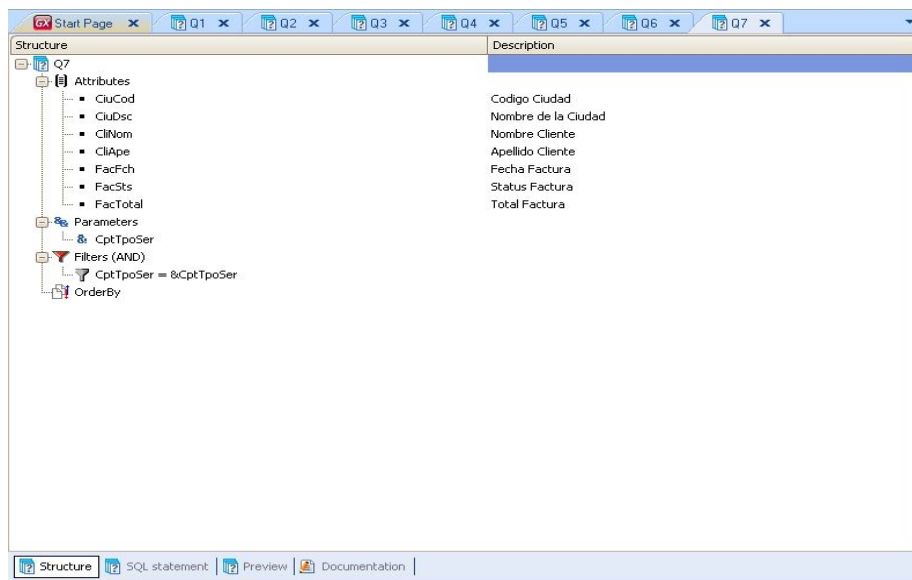 GX Start Page Q1 Q2 Q3 Q4 Q5 Q6 Q7
Structure Description
Q7
Attributes
CiuCod Codigo Ciudad
CiuDsc Nombre de la Ciudad
CliNom Nombre Cliente
CliApe Apellido Cliente
FacFch Fecha Factura
FacSts Status Factura
FacTotal Total Factura
Parameters
&: CptTpoSer
Filters (AND)
CptTpoSer = &CptTpoSer
OrderBy
Structure SQL statement Preview Documentation